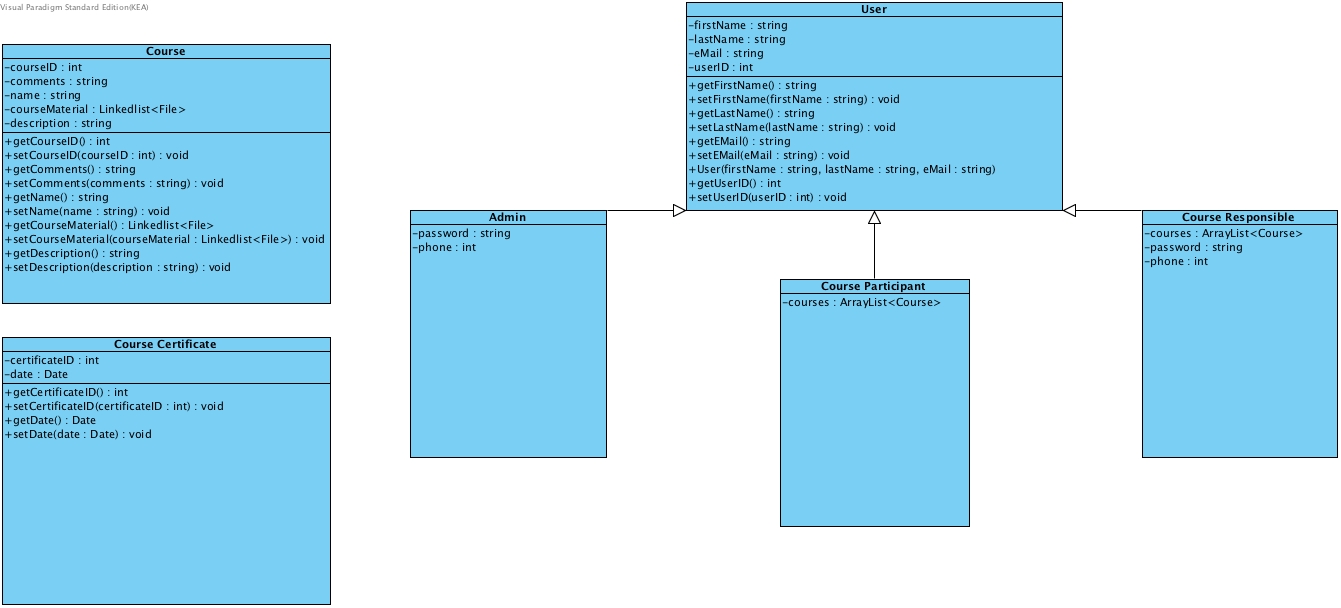 Visual Paradigm Standard Edition(KEA)
Course
-courseID : int
-comments : string
-name : string
-courseMaterial : Linkedlist<File>
-description : string
+getCourseID() : int
+setCourseID(courseID : int) : void
+getComments() : string
+setComments(comments : string) : void
+getName() : string
+setName(name : string) : void
+getCourseMaterial() : Linkedlist<File>
+setCourseMaterial(courseMaterial : Linkedlist<File>) : void
+getDescription() : string
+setDescription(description : string) : void
Course Certificate
-certificateID : int
-date : Date
+getCertificateID() : int
+setCertificateID(certificateID : int) : void
+getDate() : Date
+setDate(date : Date) : void
User
-firstName : string
-lastName : string
-eMail : string
-userID : int
+getFirstName() : string
+setFirstName(firstName : string) : void
+getLastName() : string
+setLastName(lastName : string) : void
+getEMail() : string
+setEMail(eMail : string) : void
+User(firstName : string, lastName : string, eMail : string)
+getUserID() : int
+setUserID(userID : int) : void
Admin
-password : string
-phone : int
Course Participant
-courses : ArrayList<Course>
Course Responsible
-courses : ArrayList<Course>
-password : string
-phone : int